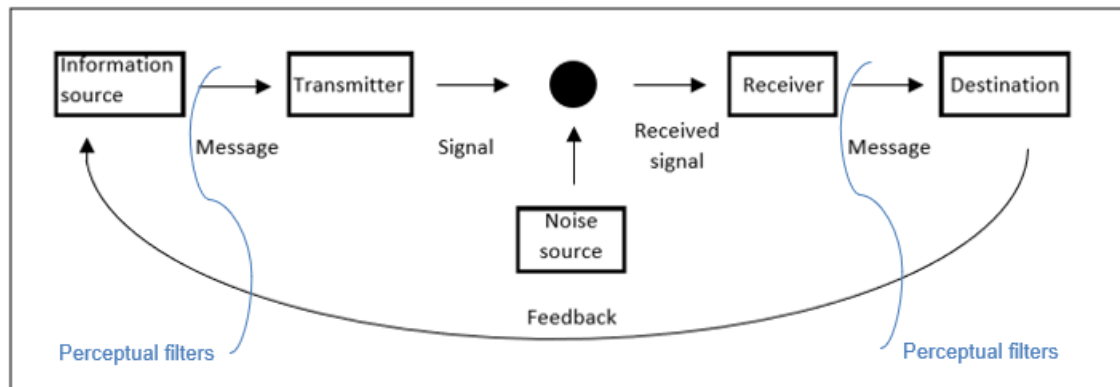 Information
source
Transmitter
Receiver
Destination
Message
Signal
Received
signal
Message
Noise
source
Feedback
Perceptual filters
Perceptual filters